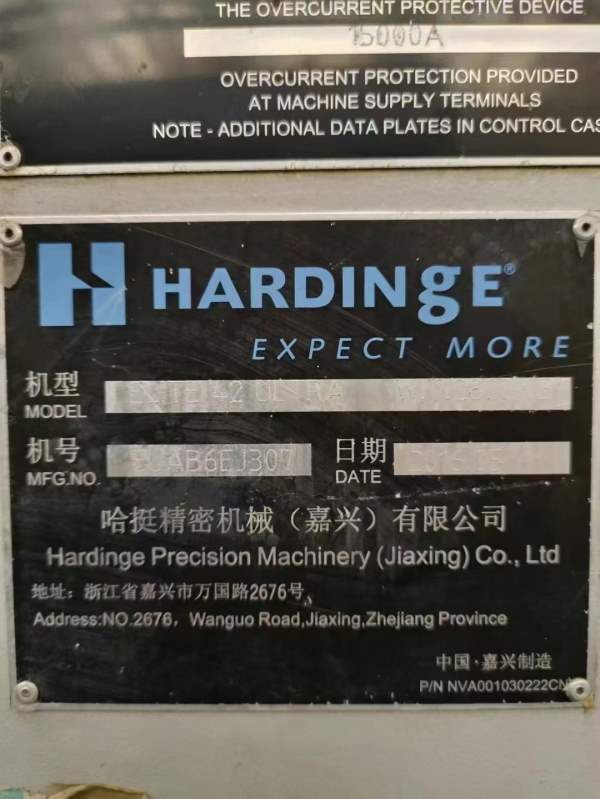 THE OVERCURRENT PROTECTIVE DEVICE
15000A
OVERCURRENT PROTECTION PROVIDED
AT MACHINE SUPPLY TERMINALS
NOTE - ADDITIONAL DATA PLATES IN CONTROL CAS
HARDINgE®
EXPECT MORE
机型
MODEL 42 ULTRA
机号 日期
MFG.NO. DATE
哈挺精密机械（嘉兴）有限公司
Hardinge Precision Machinery (Jiaxing) Co., Ltd
地址: 浙江省嘉兴市万国路2676号
Address:NO.2676, Wanguo Road,Jiaxing,Zhejiang Province
中国·嘉兴制造
P/N NVA001030222CN